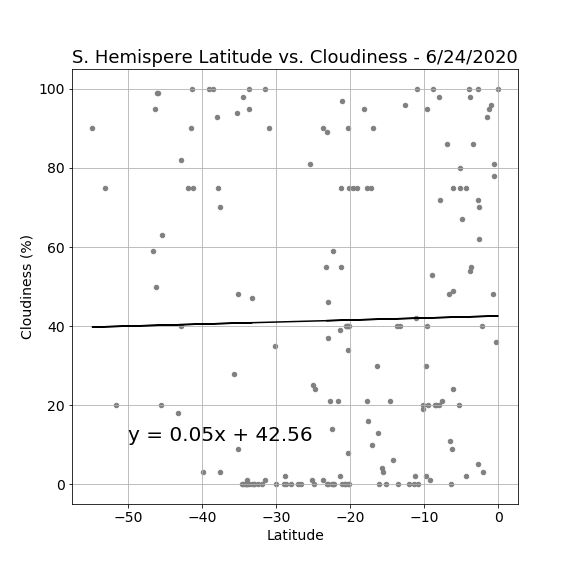 S. Hemispere Latitude vs. Cloudiness - 6/24/2020
100
80
60
40
20
0
Cloudiness (%)
y = 0.05x + 42.56
−50 −40 −30 −20 −10 0
Latitude